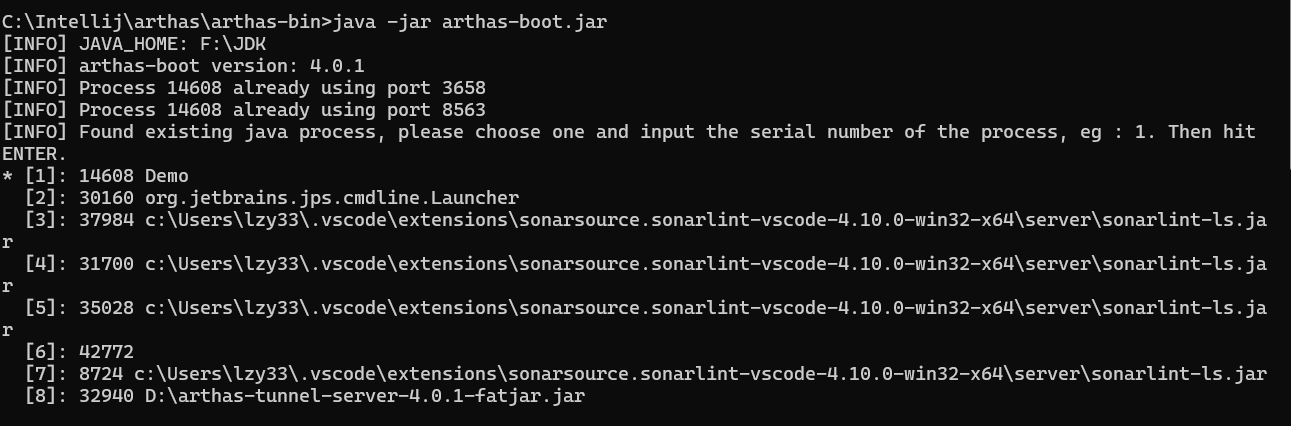 C:\Intellij\arthas\arthas-bin>java -jar arthas-boot.jar
[INFO] JAVA_HOME: F:\JDK
[INFO] arthas-boot version: 4.0.1
[INFO] Process 14608 already using port 3658
[INFO] Process 14608 already using port 8563
[INFO] Found existing java process, please choose one and input the serial number of the process, eg : 1. Then hit
ENTER.
* [1]: 14608 Demo
  [2]: 30160 org.jetbrains.jps.cmdline.Launcher
  [3]: 37984 c:\Users\lzy33\.vscode\extensions\sonarsource.sonarlint-vscode-4.10.0-win32-x64\server\sonarlint-ls.ja
r
  [4]: 31700 c:\Users\lzy33\.vscode\extensions\sonarsource.sonarlint-vscode-4.10.0-win32-x64\server\sonarlint-ls.ja
r
  [5]: 35028 c:\Users\lzy33\.vscode\extensions\sonarsource.sonarlint-vscode-4.10.0-win32-x64\server\sonarlint-ls.ja
r
  [6]: 42772
  [7]: 8724 c:\Users\lzy33\.vscode\extensions\sonarsource.sonarlint-vscode-4.10.0-win32-x64\server\sonarlint-ls.jar
  [8]: 32940 D:\arthas-tunnel-server-4.0.1-fatjar.jar